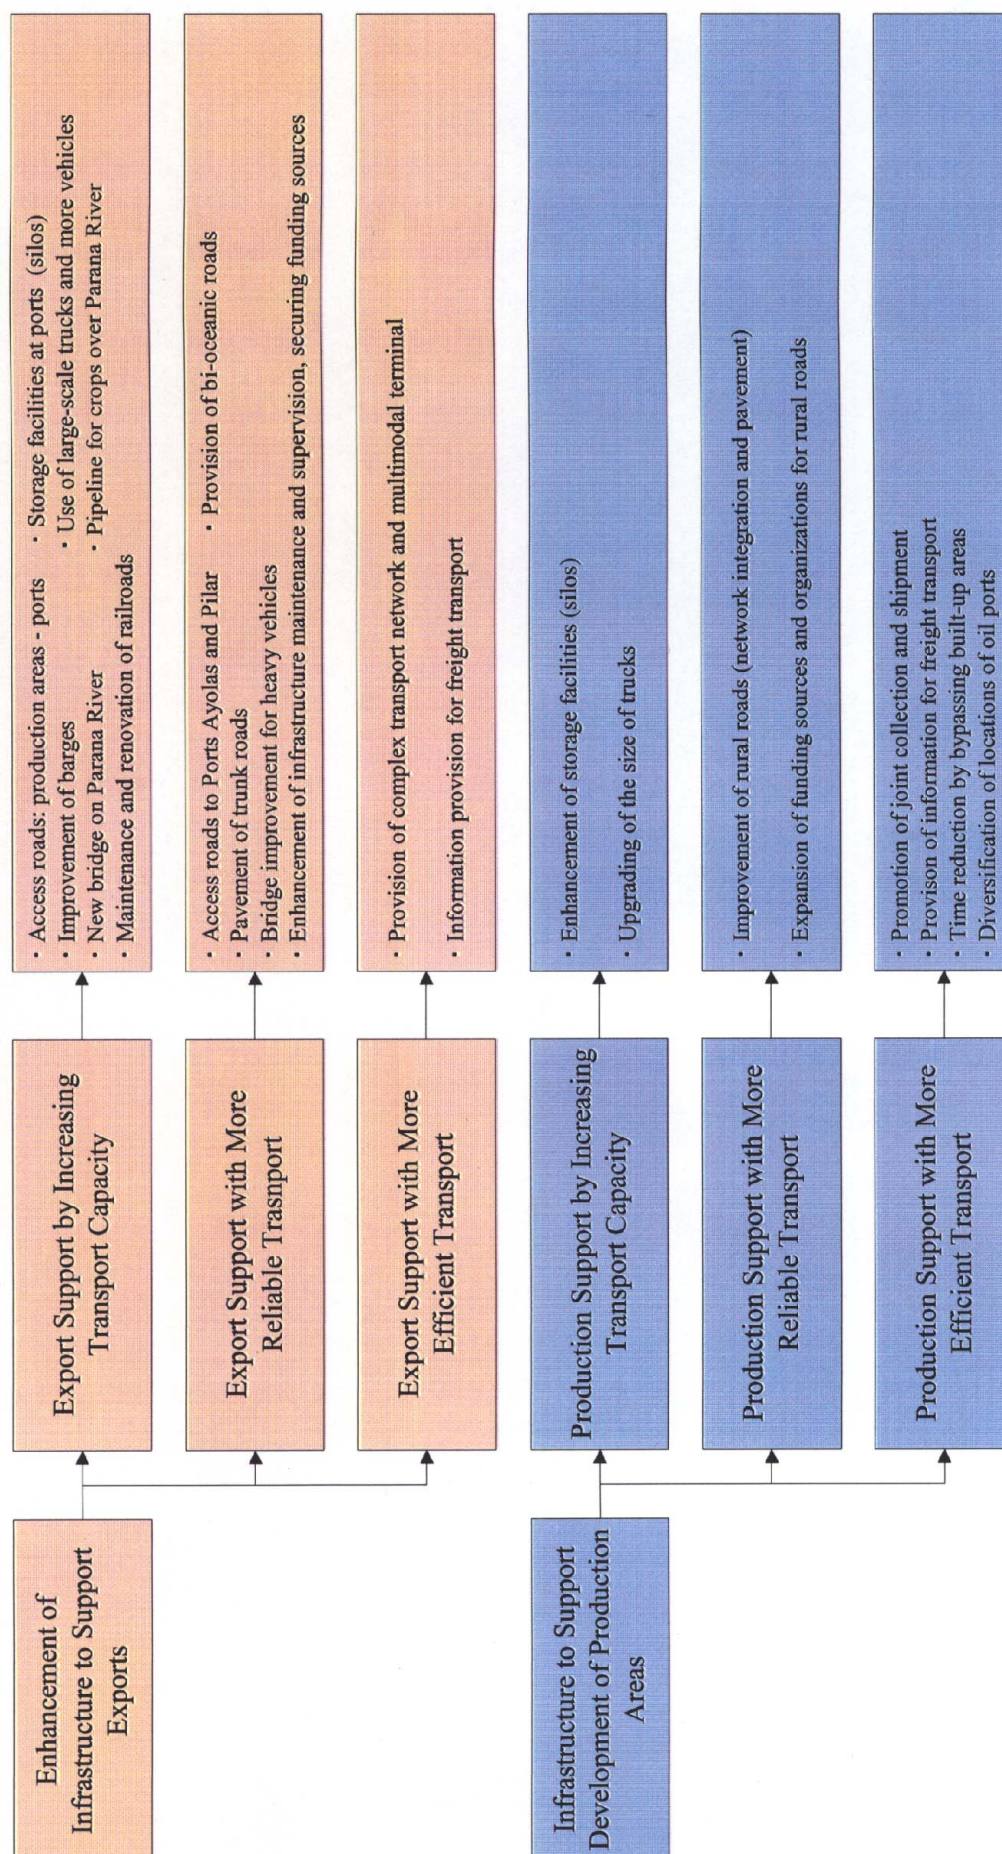 Enhancement of
Infrastructure to Support
Exports
Export Support by Increasing
Transport Capacity
· Access roads: production areas - ports · Storage facilities at ports (silos)
· Improvement of barges · Use of large-scale trucks and more vehicles
· New bridge on Parana River · Pipeline for crops over Parana River
· Maintenance and renovation of railroads
Export Support with More
Reliable Trasnport
· Access roads to Ports Ayolas and Pilar · Provision of bi-oceanic roads
· Pavement of trunk roads
· Bridge improvement for heavy vehicles
· Enhancement of infrastructure maintenance and supervision, securing funding sources
Export Support with More
Efficient Transport
· Provision of complex transport network and multimodal terminal
· Information provision for freight transport
Infrastructure to Support
Development of Production
Areas
Production Support by Increasing
Transport Capacity
· Enhancement of storage facilities (silos)
· Upgrading of the size of trucks
Production Support with More
Reliable Transport
· Improvement of rural roads (network integration and pavement)
· Expansion of funding sources and organizations for rural roads
Production Support with More
Efficient Transport
· Promotion of joint collection and shipment
· Provison of information for freight transport
· Time reduction by bypassing built-up areas
· Diversification of locations of oil ports